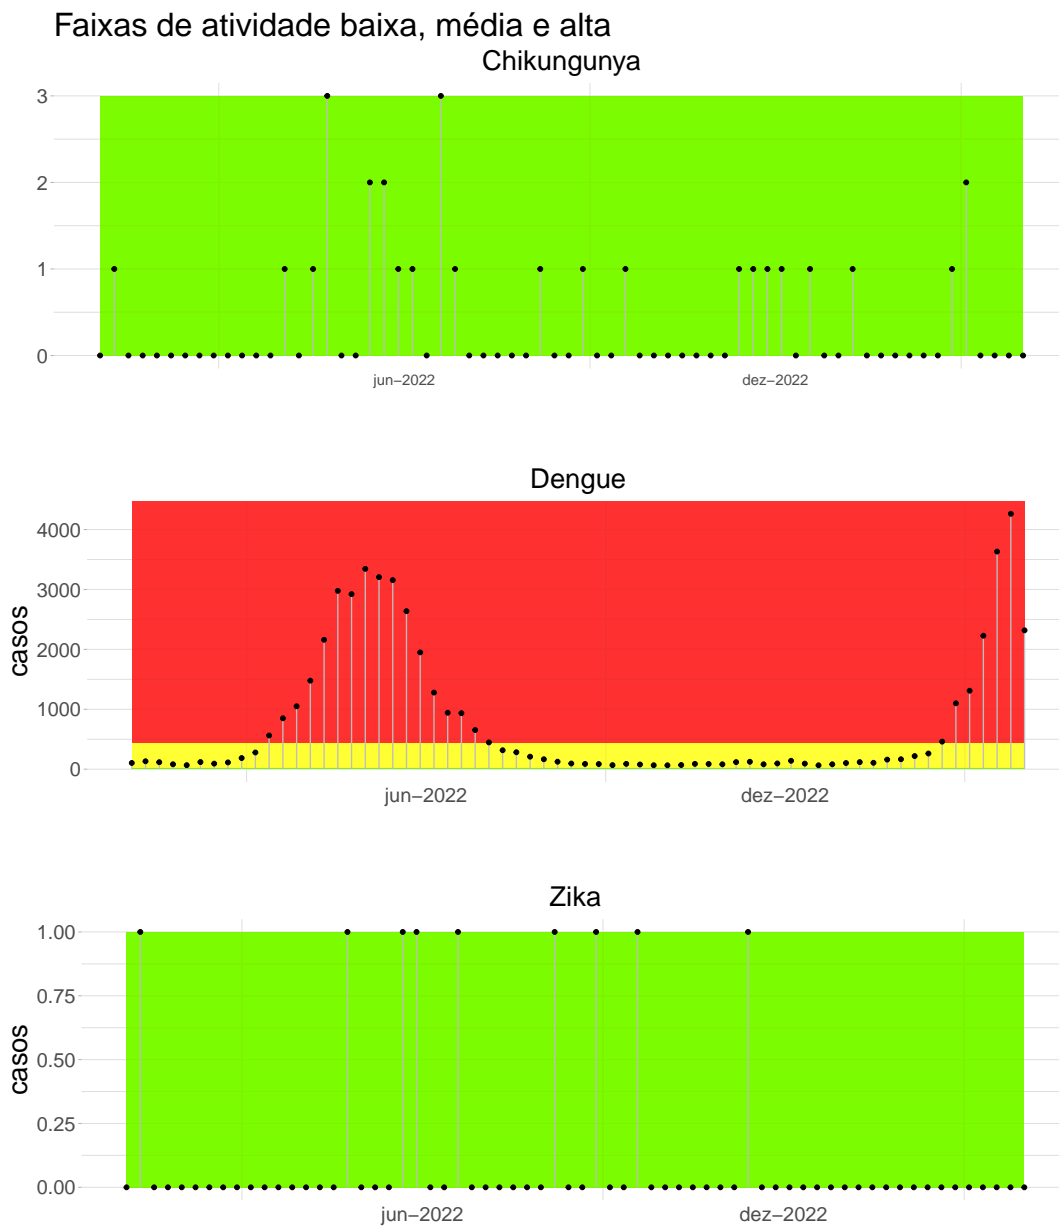 Faixas de atividade baixa, média e alta
Chikungunya
3
2
1
0
jun−2022 dez−2022
Dengue
casos
4000
3000
2000
1000
0
jun−2022 dez−2022
Zika
casos
1.00
0.75
0.50
0.25
0.00
jun−2022 dez−2022